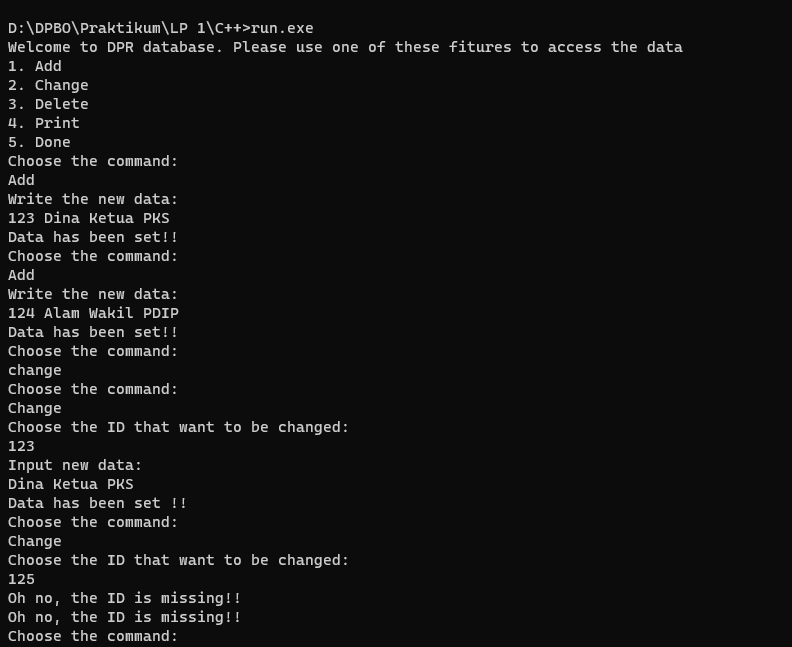 D:\DPBO\Praktikum\LP 1\C++>run.exe
Welcome to DPR database. Please use one of these fitures to access the data
1. Add
2. Change
3. Delete
4. Print
5. Done
Choose the command:
Add
Write the new data:
123 Dina Ketua PKS
Data has been set!!
Choose the command:
Add
Write the new data:
124 Alam Wakil PDIP
Data has been set!!
Choose the command:
change
Choose the command:
Change
Choose the ID that want to be changed:
123
Input new data:
Dina Ketua PKS
Data has been set !!
Choose the command:
Change
Choose the ID that want to be changed:
125
Oh no, the ID is missing!!
Oh no, the ID is missing!!
Choose the command: